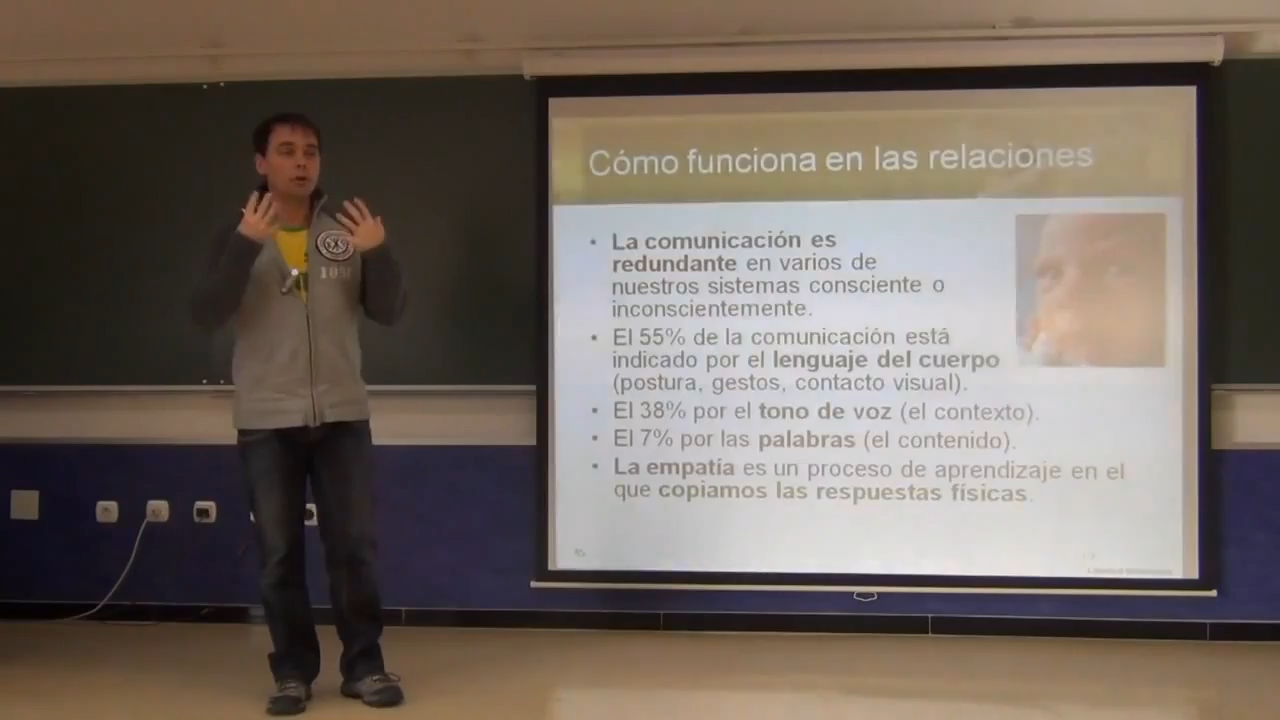 Cómo funciona en las relaciones
• La comunicación es
redundante en varios de
nuestros sistemas consciente o
inconscientemente.
• El 55% de la comunicación está
indicado por el lenguaje del cuerpo
(postura, gestos, contacto visual).
• El 38% por el tono de voz (el contexto).
• El 7% por las palabras (el contenido).
• La empatía es un proceso de aprendizaje en el
que copiamos las respuestas físicas.